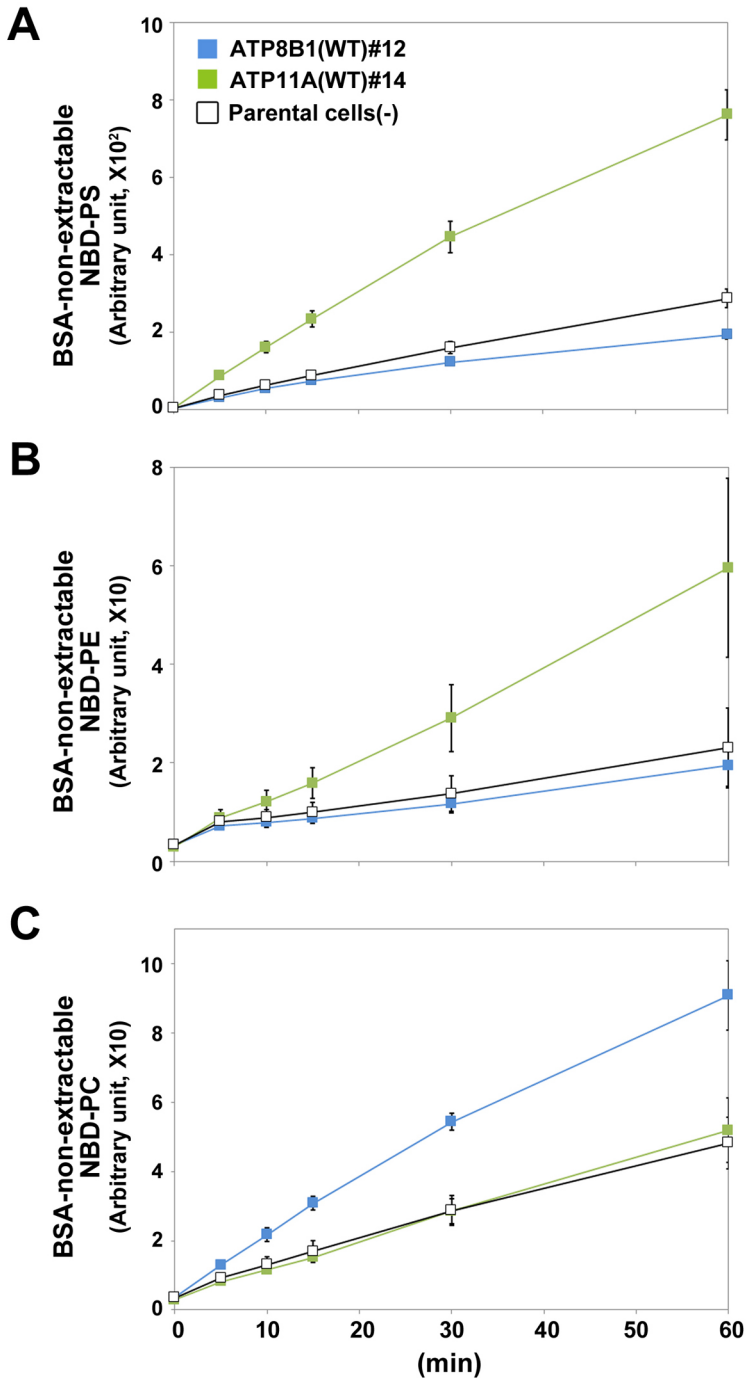 A
10
8
6
4
2
0
BSA-non-extractable
NBD-PS
(Arbitrary unit, X10²)
ATP8B1(WT)#12
ATP11A(WT)#14
Parental cells(-)
B
8
6
4
2
0
BSA-non-extractable
NBD-PE
(Arbitrary unit, X10)
C
10
8
6
4
2
0
BSA-non-extractable
NBD-PC
(Arbitrary unit, X10)
0 10 20 30 40 50 60
(min)